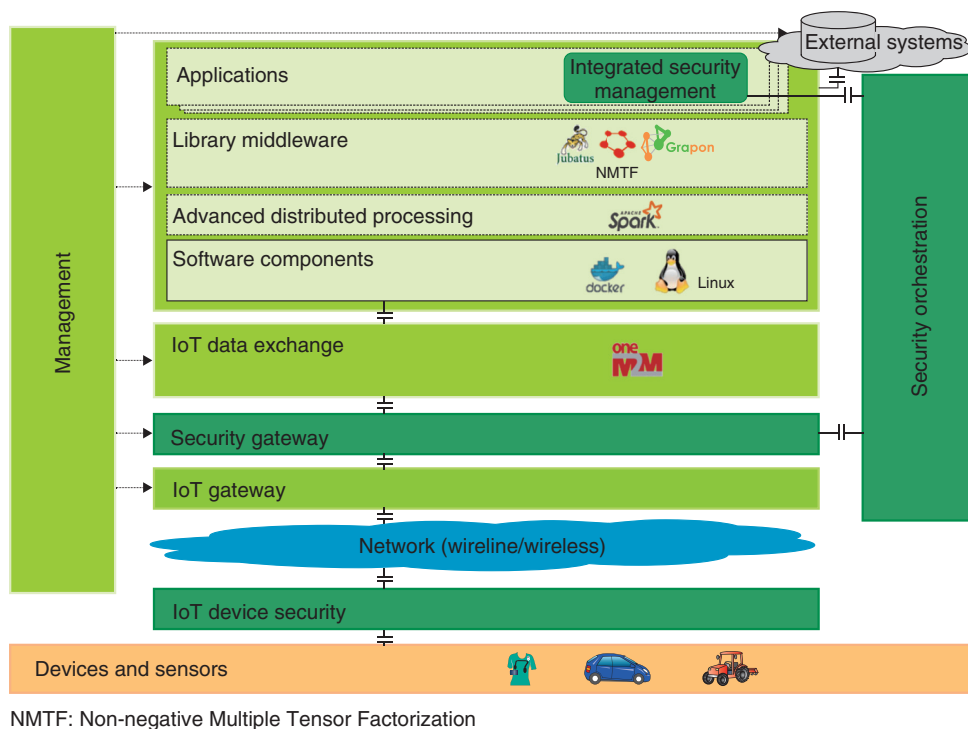 External systems
Applications
Integrated security
management
Library middleware
Jubatus
Grapon
NMTF
Advanced distributed processing
APACHE
Spark
Software components
docker
Linux
Management
Security orchestration
IoT data exchange
one
M2M
Security gateway
IoT gateway
Network (wireline/wireless)
IoT device security
Devices and sensors
NMTF: Non-negative Multiple Tensor Factorization